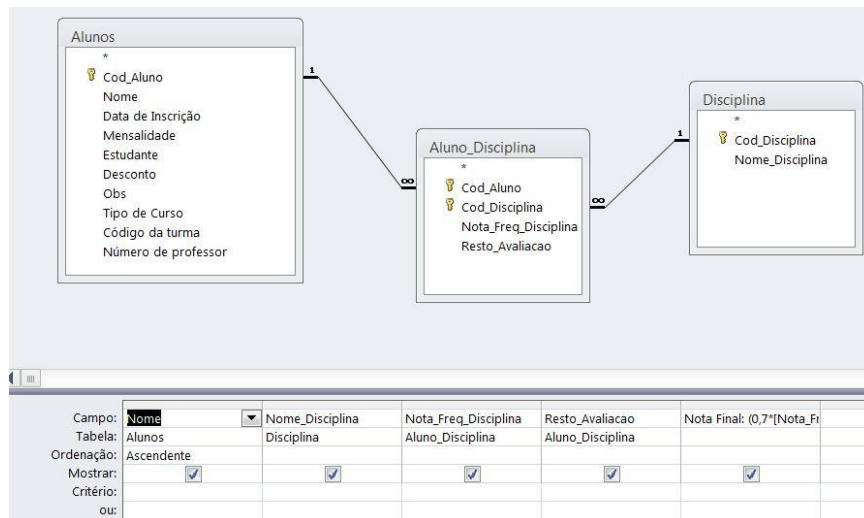 Alunos
*
Cod_Aluno
Nome
Data de Inscrição
Mensalidade
Estudante
Desconto
Obs
Tipo de Curso
Código da turma
Número de professor
1
∞
Aluno_Disciplina
*
Cod_Aluno
Cod_Disciplina
Nota_Freq_Disciplina
Resto_Avaliacao
∞
1
Disciplina
*
Cod_Disciplina
Nome_Disciplina
Campo: Nome Nome_Disciplina Nota_Freq_Disciplina Resto_Avaliacao Nota Final: (0,7*[Nota_Fr
Tabela: Alunos Disciplina Aluno_Disciplina Aluno_Disciplina
Ordenação: Ascendente
Mostrar:
Critério:
ou: